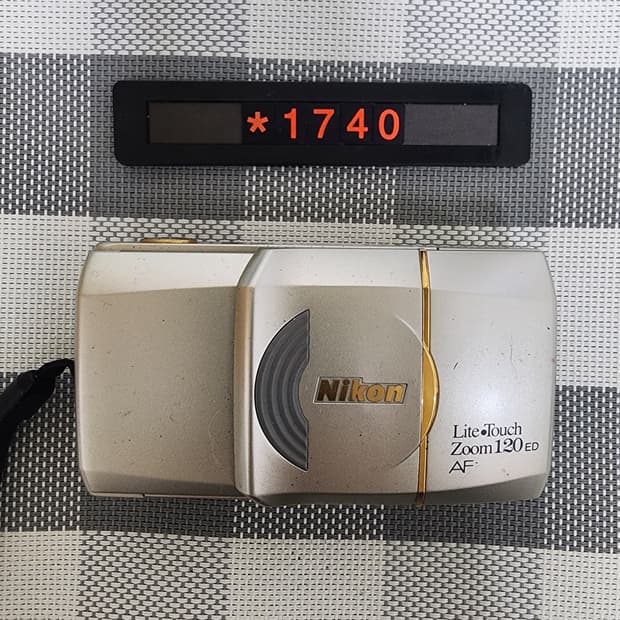 *1740
Nikon
Lite•Touch
Zoom 120 ED
AF